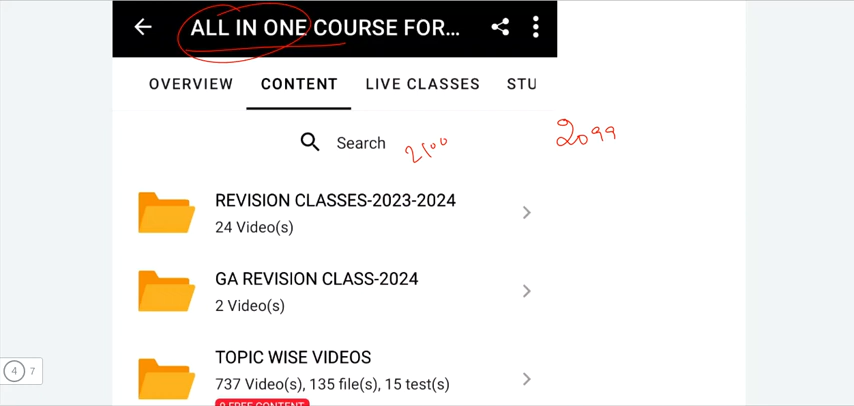 ALL IN ONE COURSE FOR...
OVERVIEW CONTENT LIVE CLASSES STU
Search
2100
2099
REVISION CLASSES-2023-2024
24 Video(s)
GA REVISION CLASS-2024
2 Video(s)
TOPIC WISE VIDEOS
737 Video(s), 135 file(s), 15 test(s)
4 7